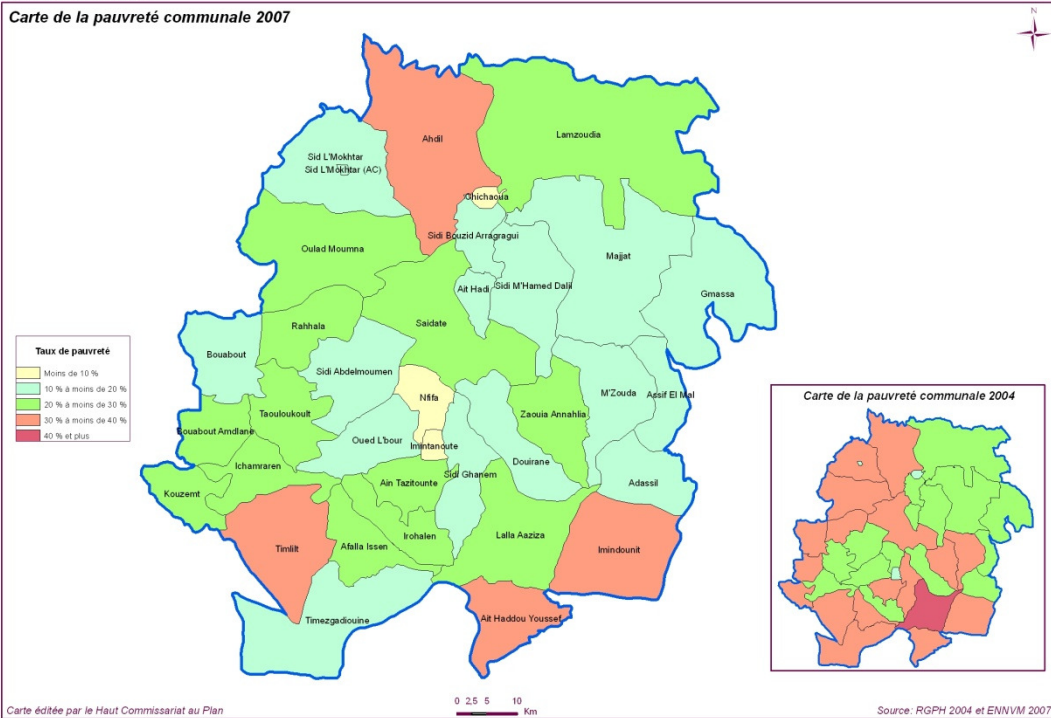 Carte de la pauvreté communale 2007
N
Ahdil
Lamzoudia
Sid L'Mokhtar
Sid L'Mokhtar (AC)
Ghichaoua
Sidi Bouzid Arragragui
Oulad Moumna
Majjat
Ait Hadi
Sidi M'Hamed Dalil
Gmassa
Rahhala
Saidate
Bouabout
Sidi Abdelmoumen
M'Zouda
Assif El Mal
Nfifa
Zaouia Annahlia
Taouloukoult
Bouabout Amdlane
Oued L'bour
Imintanoute
Douirane
Ichamraren
Sidi Ghanem
Ain Tazitounte
Adassil
Kouzemt
Irohalen
Lalla Aaziza
Timlilt
Afalla Issen
Imindounit
Timezgadiouine
Ait Haddou Youssef
Taux de pauvreté
Moins de 10 %
10 % à moins de 20 %
20 % à moins de 30 %
30 % à moins de 40 %
40 % et plus
Carte de la pauvreté communale 2004
0 2,5 5 10
Km
Carte éditée par le Haut Commissariat au Plan
Source: RGPH 2004 et ENNVM 2007